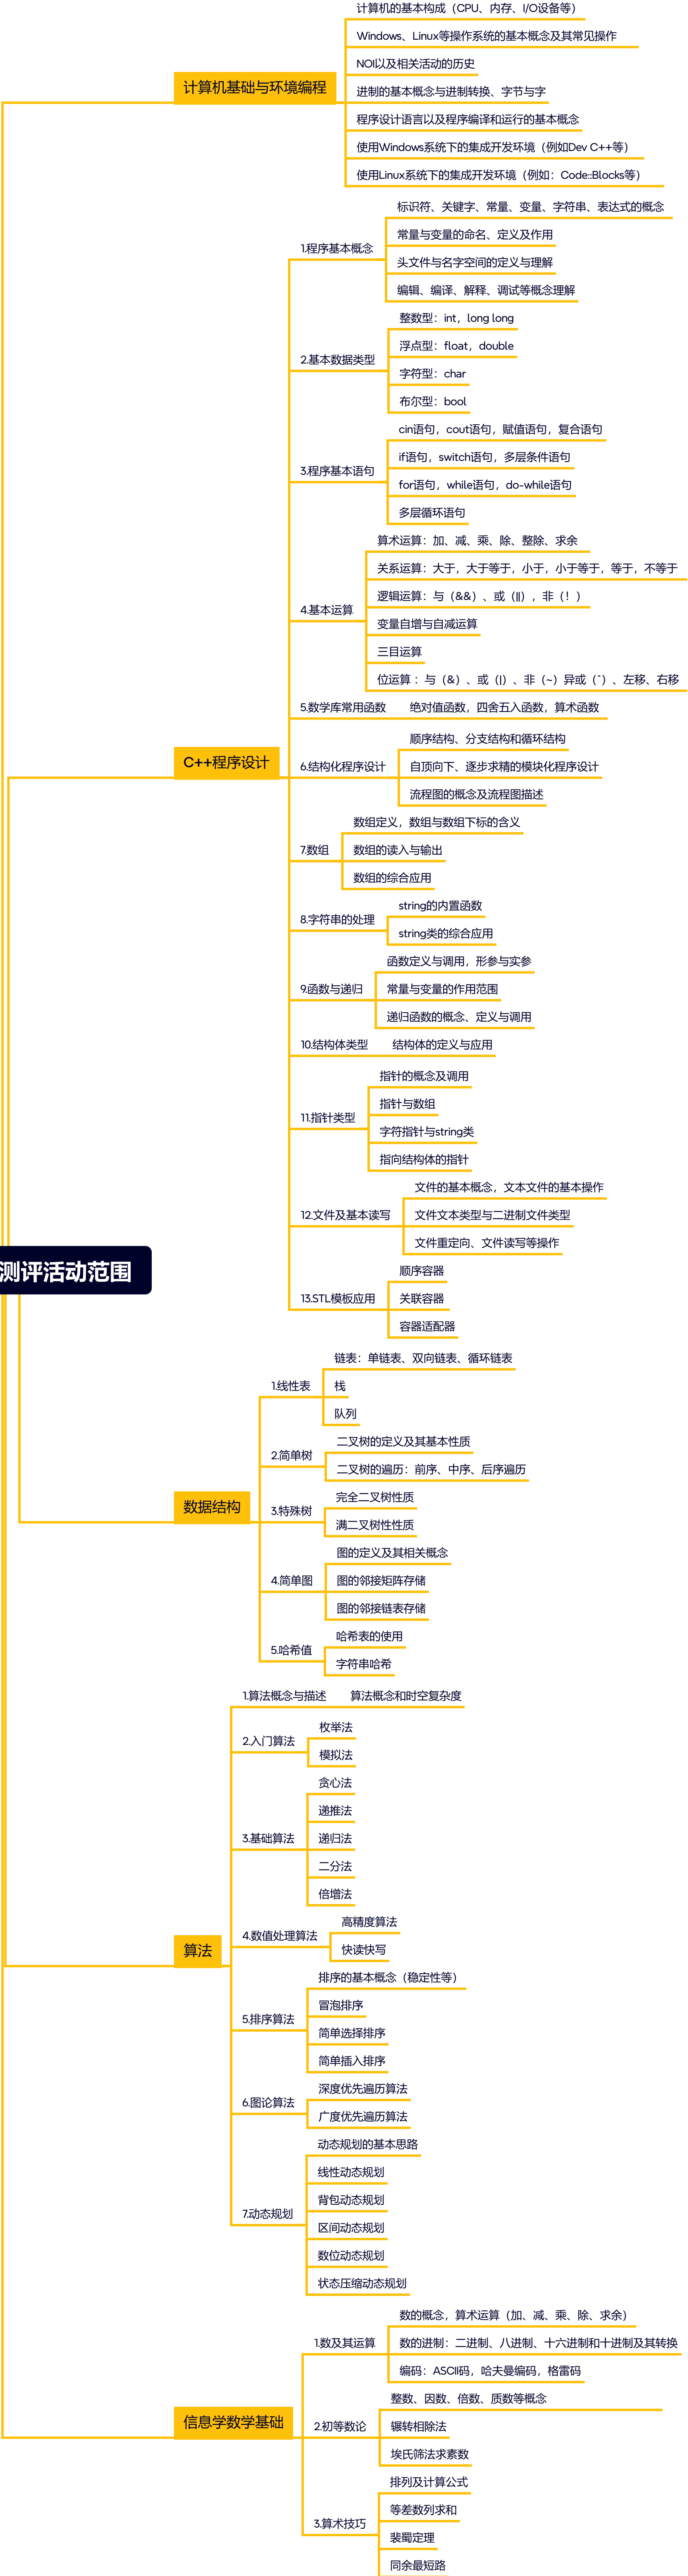 计算机的基本构成（CPU、内存、I/O设备等）
Windows、Linux等操作系统的基本概念及其常见操作
NOI以及相关活动的历史
计算机基础与环境编程
进制的基本概念与进制转换、字节与字
程序设计语言以及程序编译和运行的基本概念
使用Windows系统下的集成开发环境（例如Dev C++等）
使用Linux系统下的集成开发环境（例如：Code::Blocks等）
标识符、关键字、常量、变量、字符串、表达式的概念
常量与变量的命名、定义及作用
1.程序基本概念
头文件与名字空间的定义与理解
编辑、编译、解释、调试等概念理解
整数型：int，long long
浮点型：float，double
2.基本数据类型
字符型：char
布尔型：bool
cin语句，cout语句，赋值语句，复合语句
if语句，switch语句，多层条件语句
3.程序基本语句
for语句，while语句，do-while语句
多层循环语句
算术运算：加、减、乘、除、整除、求余
关系运算：大于，大于等于，小于，小于等于，等于，不等于
逻辑运算：与（&&）、或（||），非（！）
4.基本运算
变量自增与自减运算
三目运算
位运算 ：与（&）、或（|）、非（~）异或（^）、左移、右移
5.数学库常用函数
绝对值函数，四舍五入函数，算术函数
C++程序设计
顺序结构、分支结构和循环结构
6.结构化程序设计
自顶向下、逐步求精的模块化程序设计
流程图的概念及流程图描述
数组定义，数组与数组下标的含义
7.数组
数组的读入与输出
数组的综合应用
string的内置函数
8.字符串的处理
string类的综合应用
函数定义与调用，形参与实参
9.函数与递归
常量与变量的作用范围
递归函数的概念、定义与调用
10.结构体类型
结构体的定义与应用
指针的概念及调用
指针与数组
11.指针类型
字符指针与string类
指向结构体的指针
文件的基本概念，文本文件的基本操作
12.文件及基本读写
文件文本类型与二进制文件类型
文件重定向、文件读写等操作
测评活动范围
顺序容器
13.STL模板应用
关联容器
容器适配器
链表：单链表、双向链表、循环链表
1.线性表
栈
队列
二叉树的定义及其基本性质
2.简单树
二叉树的遍历：前序、中序、后序遍历
数据结构
完全二叉树性质
3.特殊树
满二叉树性性质
图的定义及其相关概念
4.简单图
图的邻接矩阵存储
图的邻接链表存储
哈希表的使用
5.哈希值
字符串哈希
1.算法概念与描述
算法概念和时空复杂度
枚举法
2.入门算法
模拟法
贪心法
递推法
3.基础算法
递归法
二分法
倍增法
高精度算法
4.数值处理算法
快读快写
算法
排序的基本概念（稳定性等）
冒泡排序
5.排序算法
简单选择排序
简单插入排序
深度优先遍历算法
6.图论算法
广度优先遍历算法
动态规划的基本思路
线性动态规划
背包动态规划
7.动态规划
区间动态规划
数位动态规划
状态压缩动态规划
数的概念，算术运算（加、减、乘、除、求余）
1.数及其运算
数的进制：二进制、八进制、十六进制和十进制及其转换
编码：ASCII码，哈夫曼编码，格雷码
信息学数学基础
整数、因数、倍数、质数等概念
2.初等数论
辗转相除法
埃氏筛法求素数
排列及计算公式
等差数列求和
3.算术技巧
裴蜀定理
同余最短路